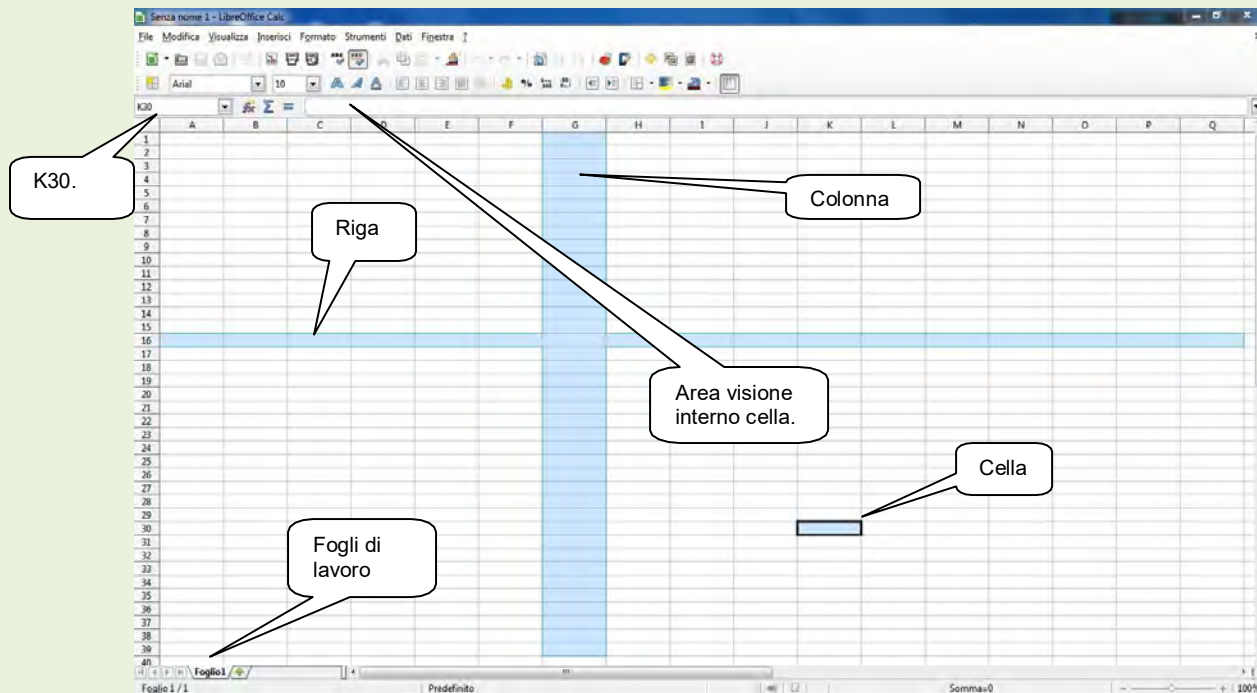 Senza nome 1 - LibreOffice Calc
File Modifica Visualizza Inserisci Formato Strumenti Dati Finestra ?
Arial 10
K30
A B C D E F G H I J K L M N O P Q
1
2
3
K30.
4
Colonna
5
6
7
Riga
8
9
10
11
12
13
14
15
16
17
18
19
20
Area visione
interno cella.
21
22
23
24
25
Cella
26
27
28
29
30
31
Fogli di
lavoro
32
33
34
35
36
37
38
39
40
Foglio1
Foglio 1 / 1 Predefinito Somma=0 100%